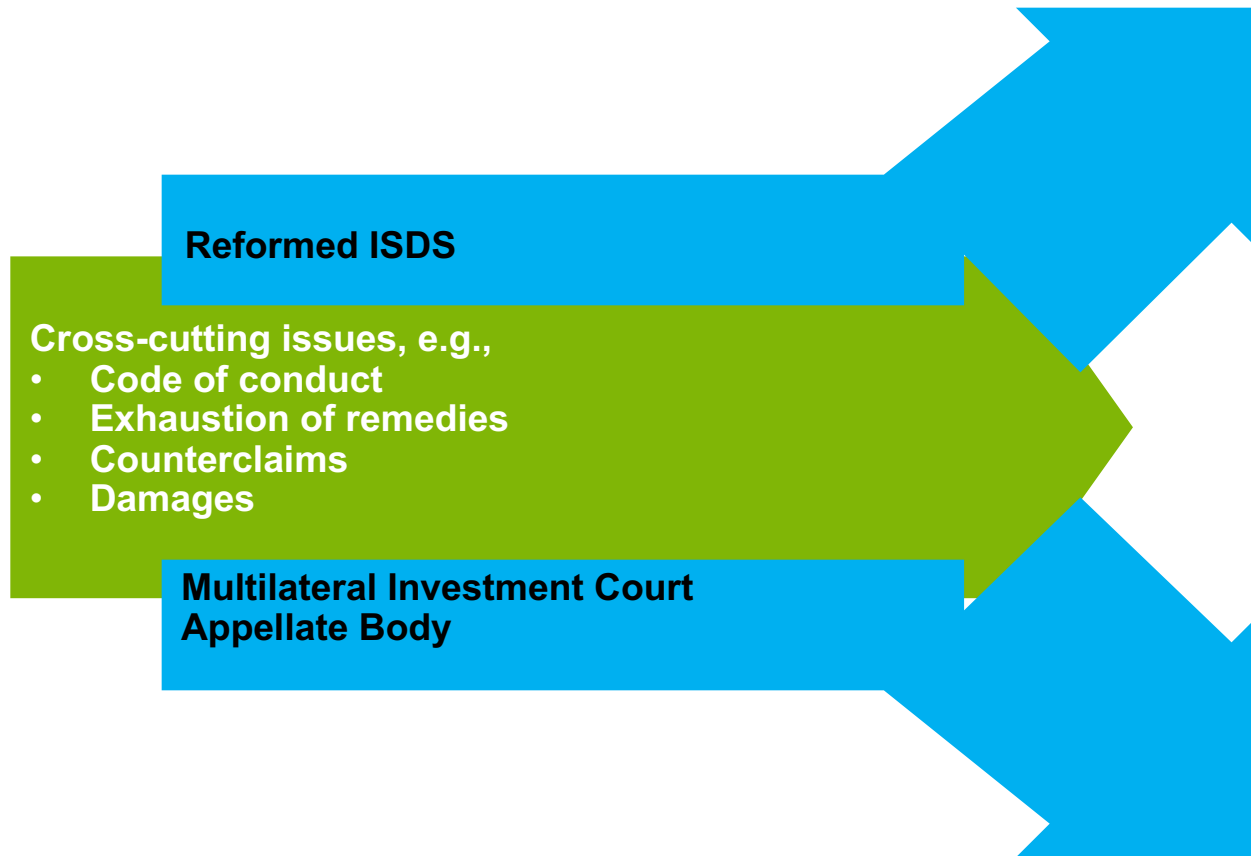 Reformed ISDS
Cross-cutting issues, e.g.,
• Code of conduct
• Exhaustion of remedies
• Counterclaims
• Damages
Multilateral Investment Court
Appellate Body